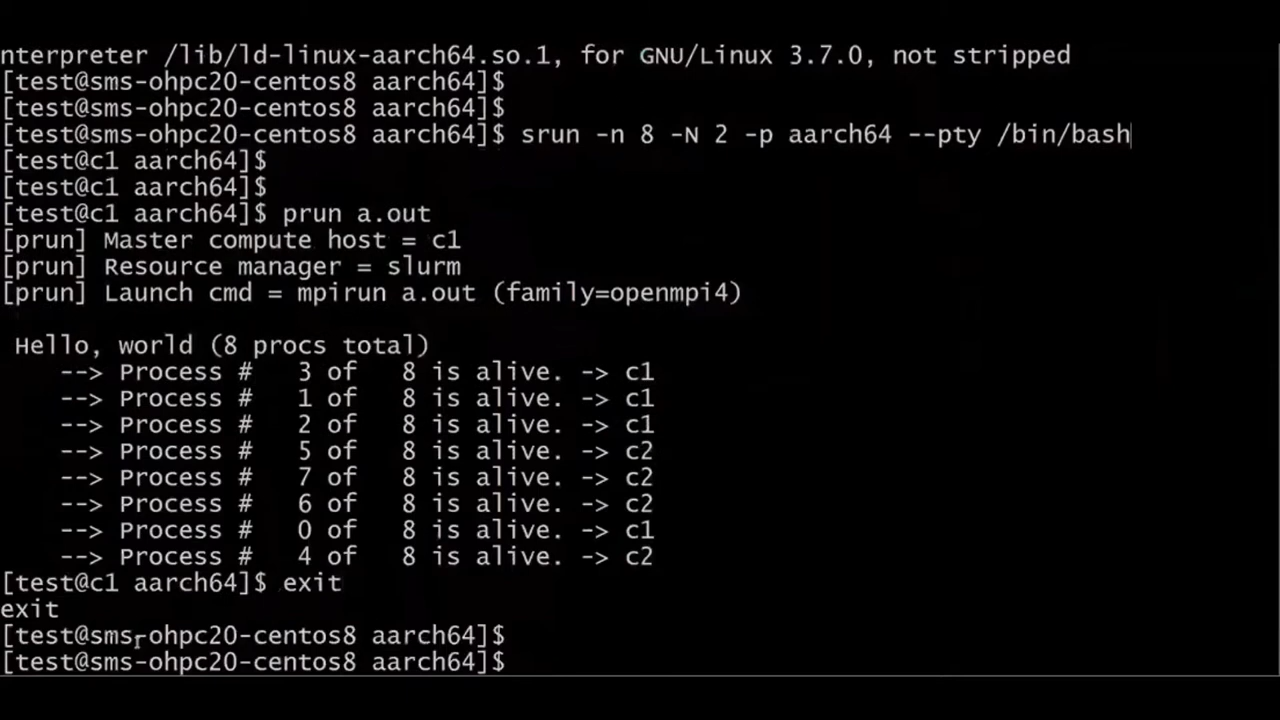 nterpreter /lib/ld-linux-aarch64.so.1, for GNU/Linux 3.7.0, not stripped
[test@sms-ohpc20-centos8 aarch64]$
[test@sms-ohpc20-centos8 aarch64]$
[test@sms-ohpc20-centos8 aarch64]$ srun -n 8 -N 2 -p aarch64 --pty /bin/bash
[test@c1 aarch64]$
[test@c1 aarch64]$
[test@c1 aarch64]$ prun a.out
[prun] Master compute host = c1
[prun] Resource manager = slurm
[prun] Launch cmd = mpirun a.out (family=openmpi4)
Hello, world (8 procs total)
--> Process #   3 of   8 is alive. -> c1
--> Process #   1 of   8 is alive. -> c1
--> Process #   2 of   8 is alive. -> c1
--> Process #   5 of   8 is alive. -> c2
--> Process #   7 of   8 is alive. -> c2
--> Process #   6 of   8 is alive. -> c2
--> Process #   0 of   8 is alive. -> c1
--> Process #   4 of   8 is alive. -> c2
[test@c1 aarch64]$ exit
exit
[test@sms-ohpc20-centos8 aarch64]$
[test@sms-ohpc20-centos8 aarch64]$